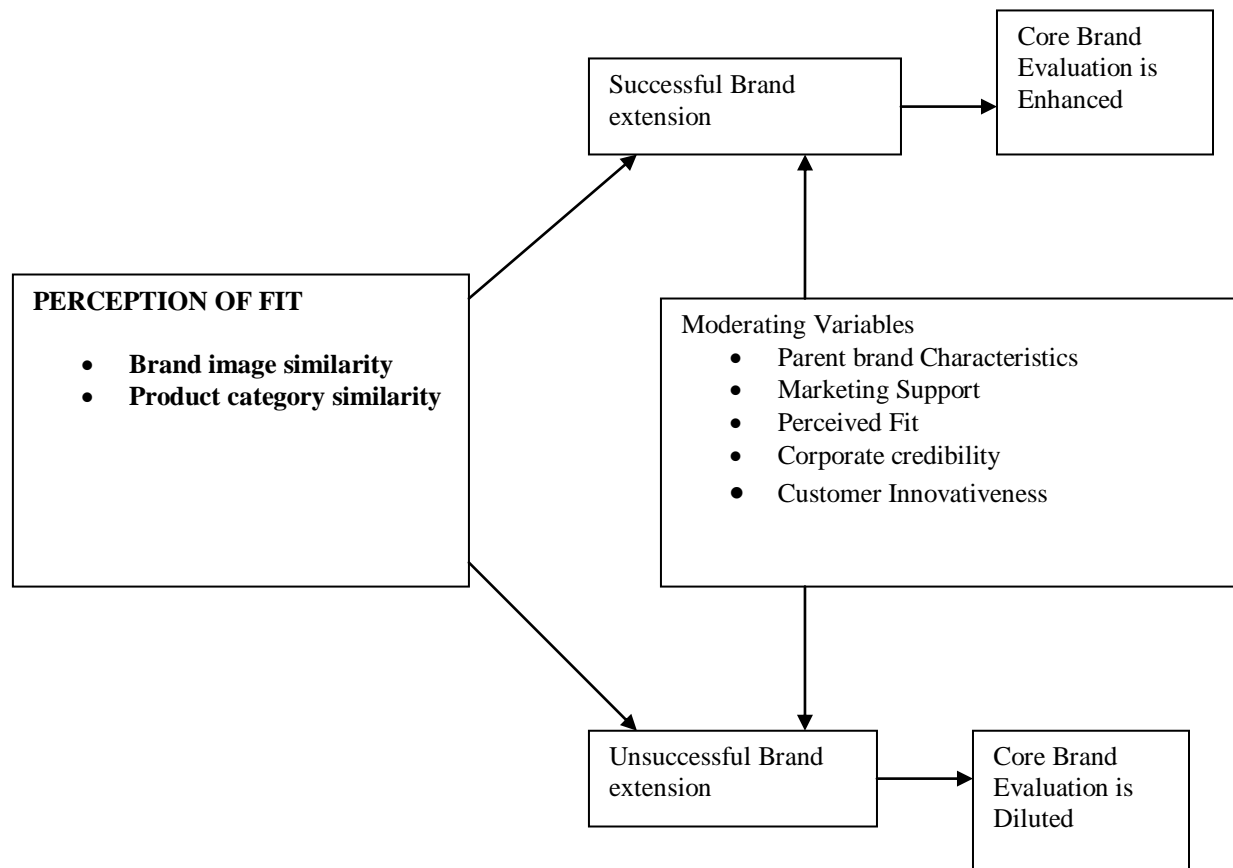 Core Brand
Evaluation is
Enhanced
Successful Brand
extension
PERCEPTION OF FIT
• Brand image similarity
• Product category similarity
Moderating Variables
• Parent brand Characteristics
• Marketing Support
• Perceived Fit
• Corporate credibility
• Customer Innovativeness
Unsuccessful Brand
extension
Core Brand
Evaluation is
Diluted